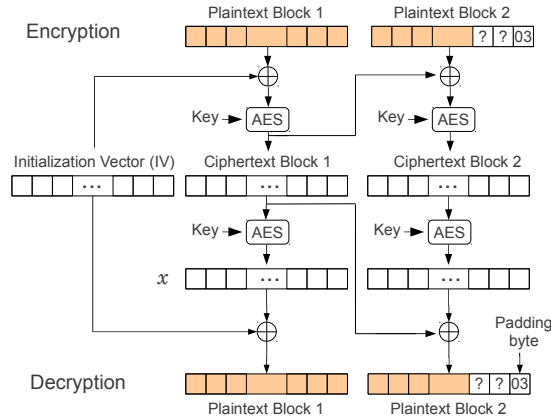 Plaintext Block 1 Plaintext Block 2
Encryption
? ? 03
Key AES Key AES
Initialization Vector (IV) Ciphertext Block 1 Ciphertext Block 2
... ... ...
Key AES Key AES
x ... ...
Padding
byte
? ? 03
Decryption
Plaintext Block 1 Plaintext Block 2